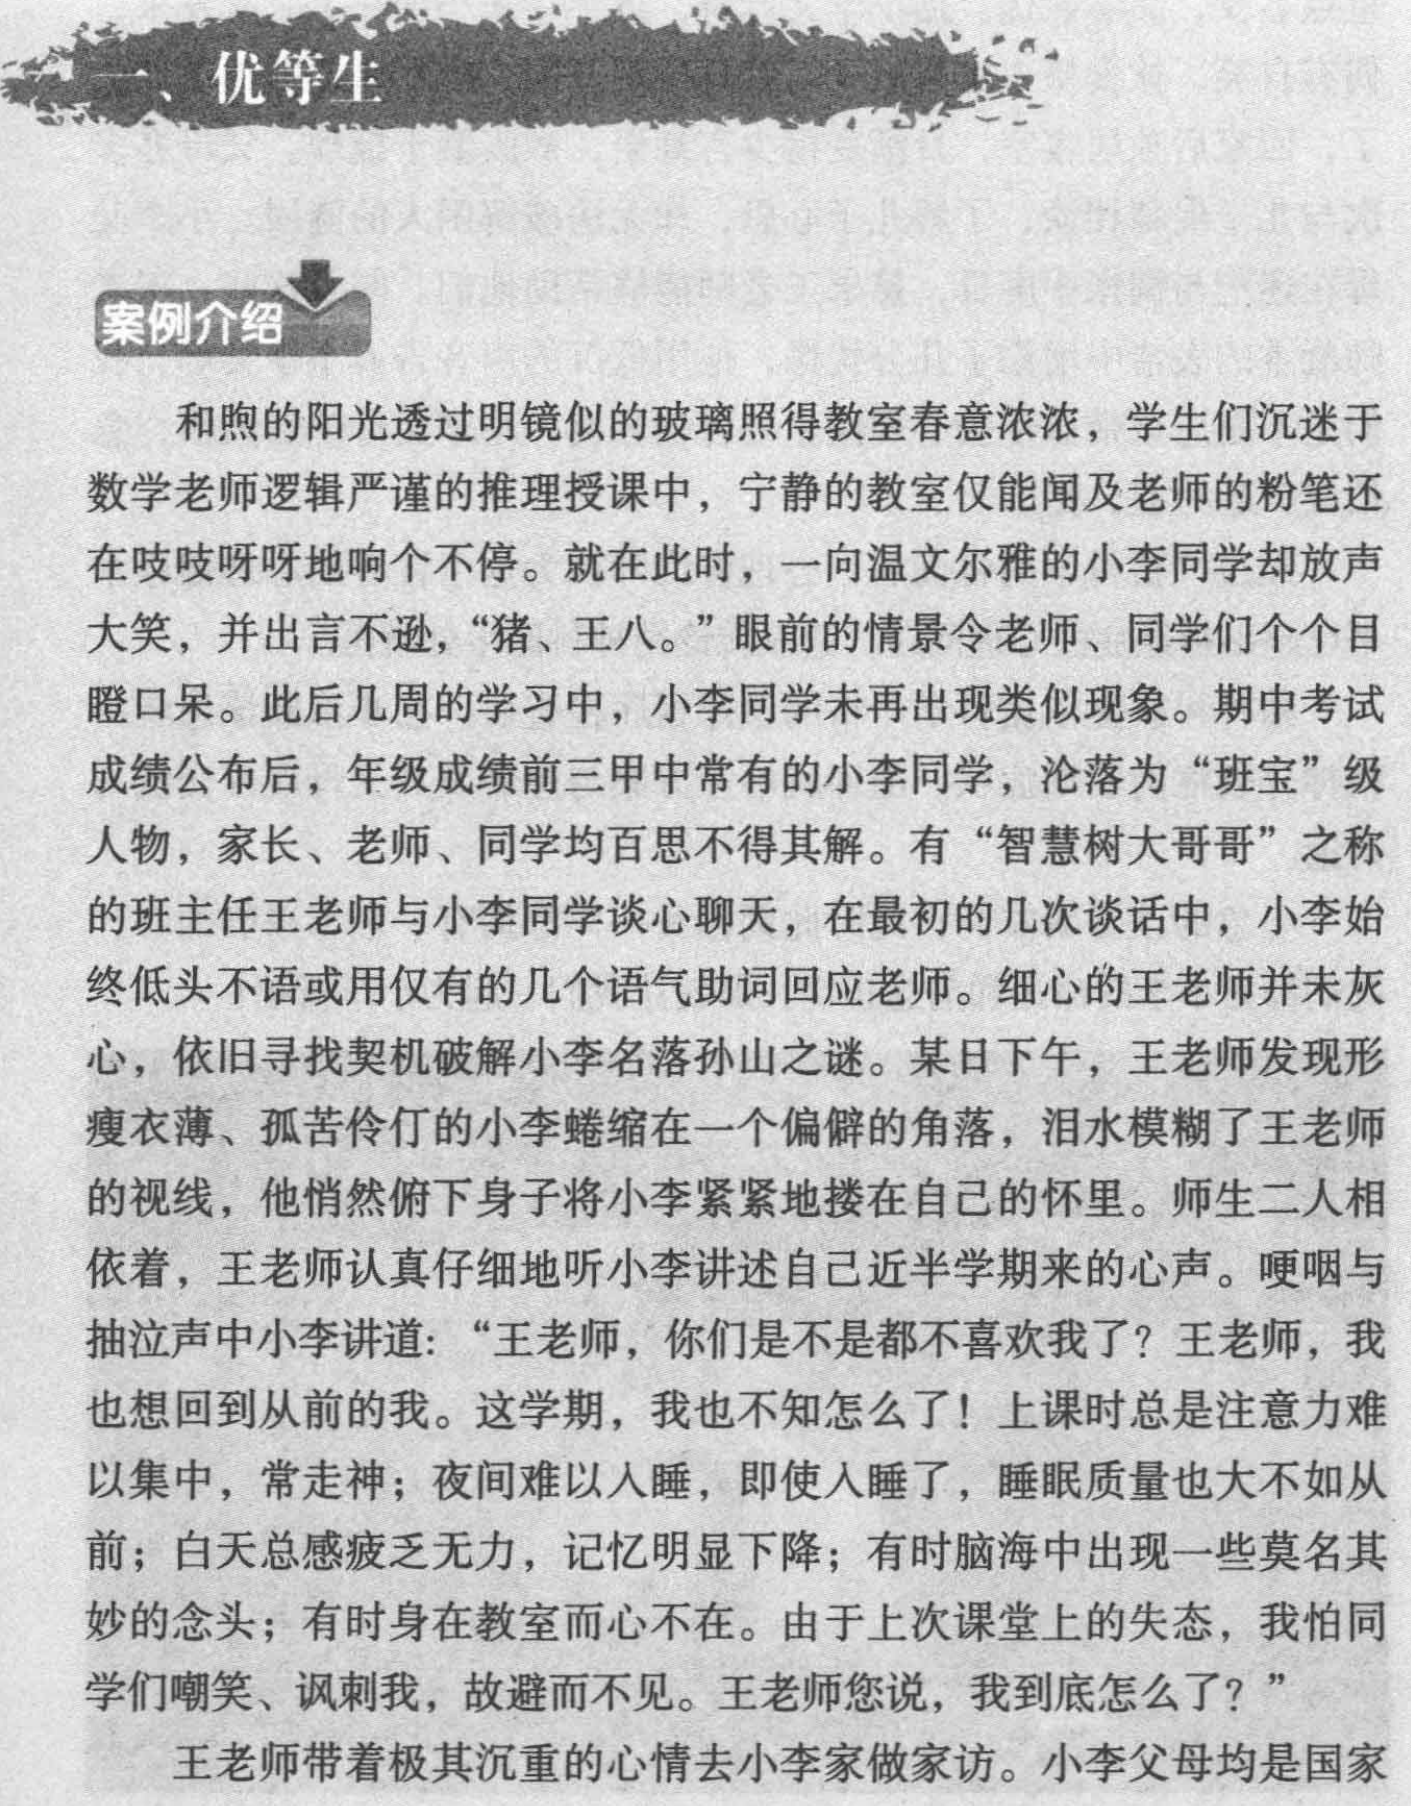 一、优等生
案例介绍
和煦的阳光透过明镜似的玻璃照得教室春意浓浓，学生们沉迷于
数学老师逻辑严谨的推理授课中，宁静的教室仅能闻及老师的粉笔还
在吱吱呀呀地响个不停。就在此时，一向温文尔雅的小李同学却放声
大笑，并出言不逊，“猪、王八。”眼前的情景令老师、同学们个个目
瞪口呆。此后几周的学习中，小李同学未再出现类似现象。期中考试
成绩公布后，年级成绩前三甲中常有的小李同学，沦落为“班宝”级
人物，家长、老师、同学均百思不得其解。有“智慧树大哥哥”之称
的班主任王老师与小李同学谈心聊天，在最初的几次谈话中，小李始
终低头不语或用仅有的几个语气助词回应老师。细心的王老师并未灰
心，依旧寻找契机破解小李名落孙山之谜。某日下午，王老师发现形
瘦衣薄、孤苦伶仃的小李蜷缩在一个偏僻的角落，泪水模糊了王老师
的视线，他悄然俯下身子将小李紧紧地搂在自己的怀里。师生二人相
依着，王老师认真仔细地听小李讲述自己近半学期来的心声。哽咽与
抽泣声中小李讲道：“王老师，你们是不是都不喜欢我了？王老师，我
也想回到从前的我。这学期，我也不知怎么了！上课时总是注意力难
以集中，常走神；夜间难以入睡，即使入睡了，睡眠质量也大不如从
前；白天总感疲乏无力，记忆明显下降；有时脑海中出现一些莫名其
妙的念头；有时身在教室而心不在。由于上次课堂上的失态，我怕同
学们嘲笑、讽刺我，故避而不见。王老师您说，我到底怎么了？”
王老师带着极其沉重的心情去小李家做家访。小李父母均是国家